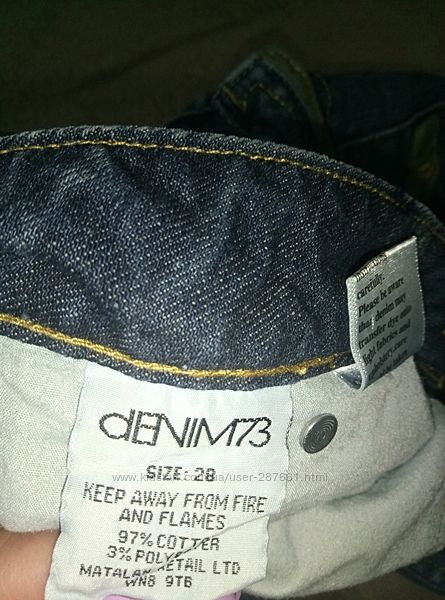 carefully.
Please be aware
that denim may
transfer dye onto
light fabrics and
dENIM73
SIZE: 28
KEEP AWAY FROM FIRE
AND FLAMES
97% COTTER
3% POLY
MATALAN RETAIL LTD
WN8 9TB